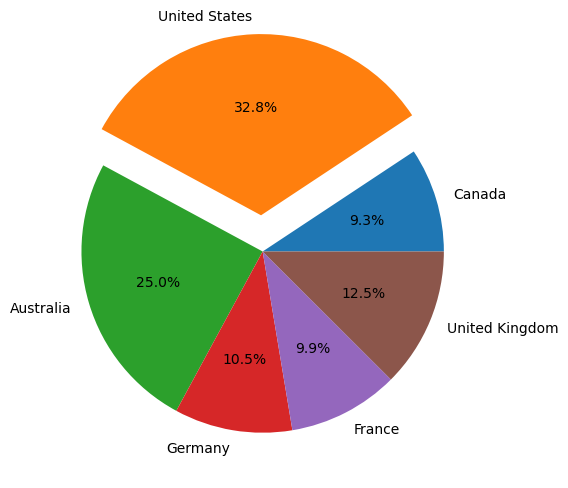 United States
32.8%
Canada
9.3%
25.0%
12.5%
Australia
United Kingdom
10.5%
9.9%
France
Germany